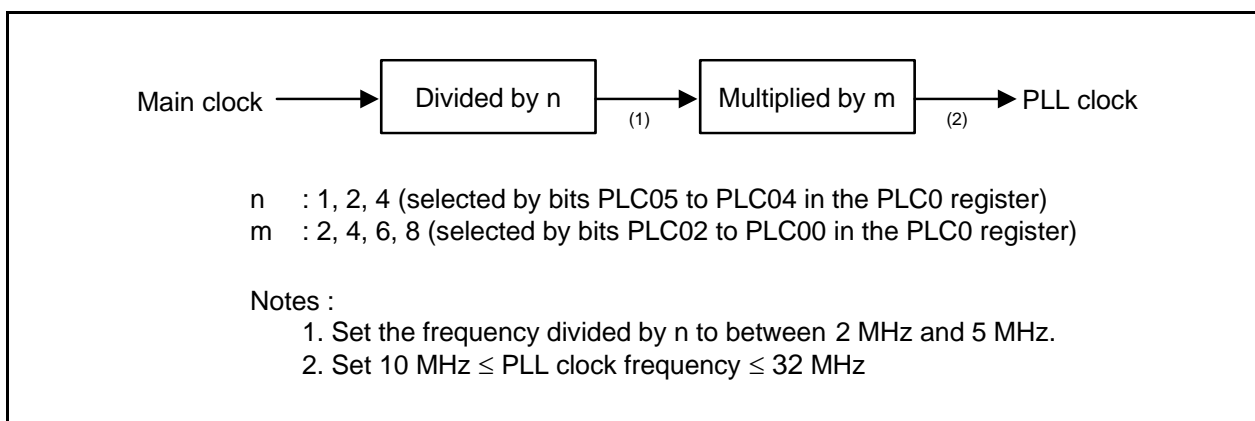 Main clock Divided by n (1) Multiplied by m (2) PLL clock
n : 1, 2, 4 (selected by bits PLC05 to PLC04 in the PLC0 register)
m : 2, 4, 6, 8 (selected by bits PLC02 to PLC00 in the PLC0 register)
Notes :
1. Set the frequency divided by n to between 2 MHz and 5 MHz.
2. Set 10 MHz ≤ PLL clock frequency ≤ 32 MHz